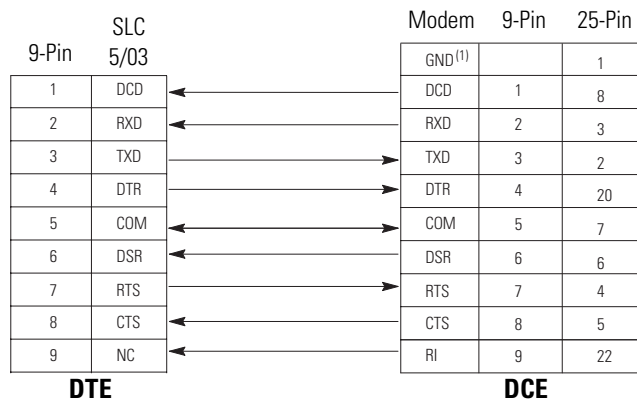 Modem 9-Pin 25-Pin
9-Pin SLC 5/03
GND(1) 1
1 DCD DCD 1 8
2 RXD RXD 2 3
3 TXD TXD 3 2
4 DTR DTR 4 20
5 COM COM 5 7
6 DSR DSR 6 6
7 RTS RTS 7 4
8 CTS CTS 8 5
9 NC RI 9 22
DTE DCE